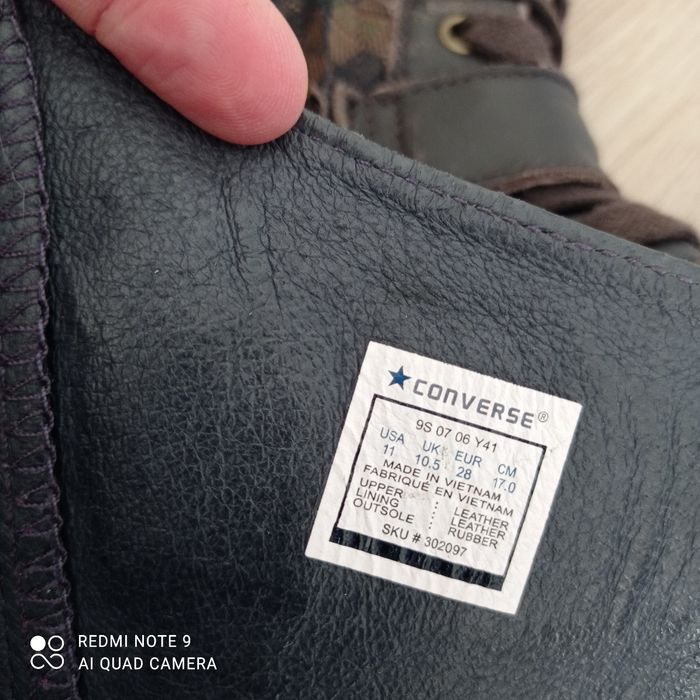 CONVERSE®
9S 07 06 Y41
USA UK EUR CM
11 10.5 28 17.0
MADE IN VIETNAM
FABRIQUÉ EN VIETNAM
UPPER : LEATHER
LINING : LEATHER
OUTSOLE : RUBBER
SKU # 302097
REDMI NOTE 9
AI QUAD CAMERA